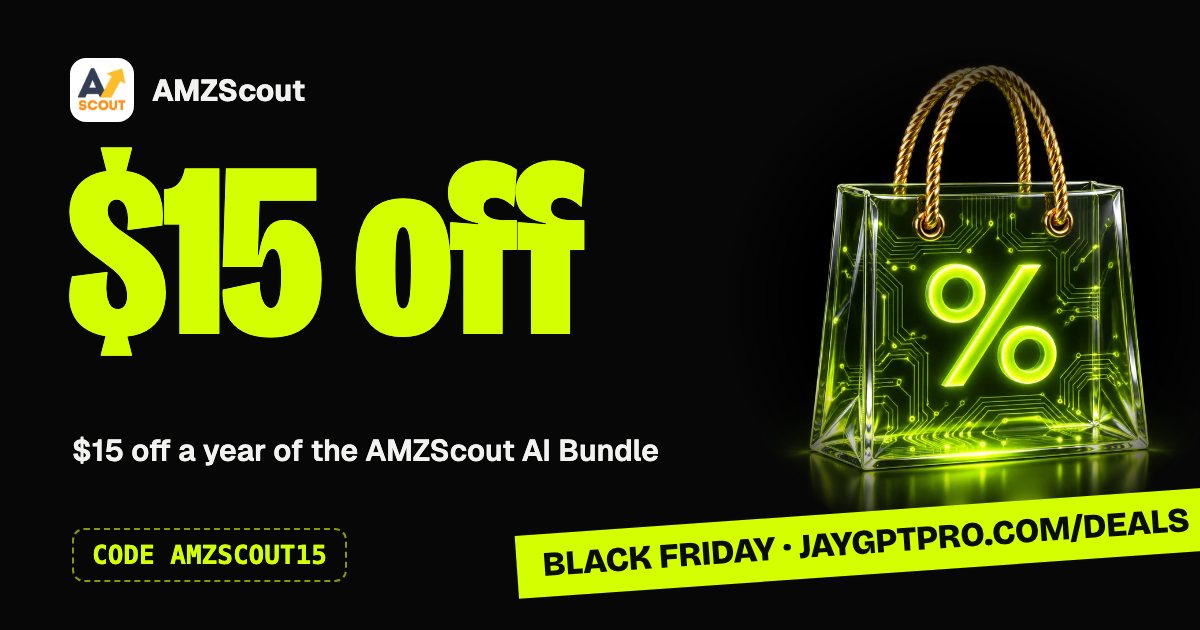 A
SCOUT
AMZScout
$15 off
%
$15 off a year of the AMZScout AI Bundle
CODE AMZSCOUT15
BLACK FRIDAY · JAYGPTPRO.COM/DEALS